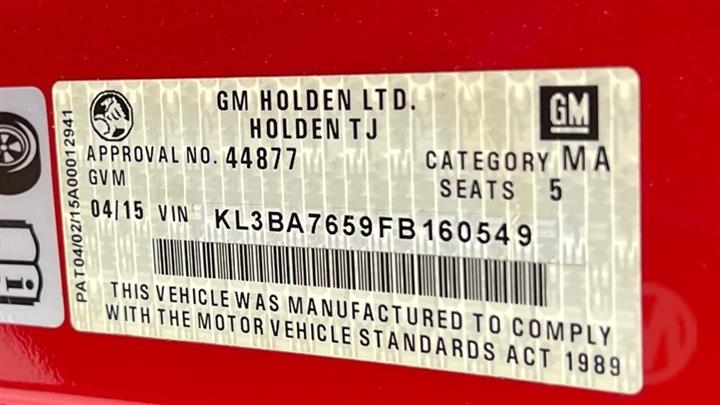 GM HOLDEN LTD.
HOLDEN TJ
GM
APPROVAL NO. 44877
CATEGORY MA
GVM
SEATS 5
04/15 VIN KL3BA7659FB160549
THIS VEHICLE WAS MANUFACTURED TO COMPLY
WITH THE MOTOR VEHICLE STANDARDS ACT 1989
PAT04/02/15A00012941